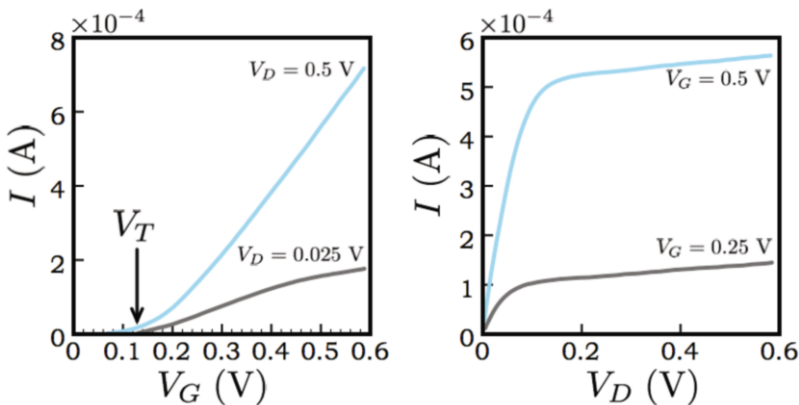 ×10⁻⁴
8
6
4
2
0
I (A)
V_D = 0.5 V
V_T
V_D = 0.025 V
0 0.1 0.2 0.3 0.4 0.5 0.6
V_G (V)
×10⁻⁴
6
5
4
3
2
1
0
I (A)
V_G = 0.5 V
V_G = 0.25 V
0 0.2 0.4 0.6
V_D (V)